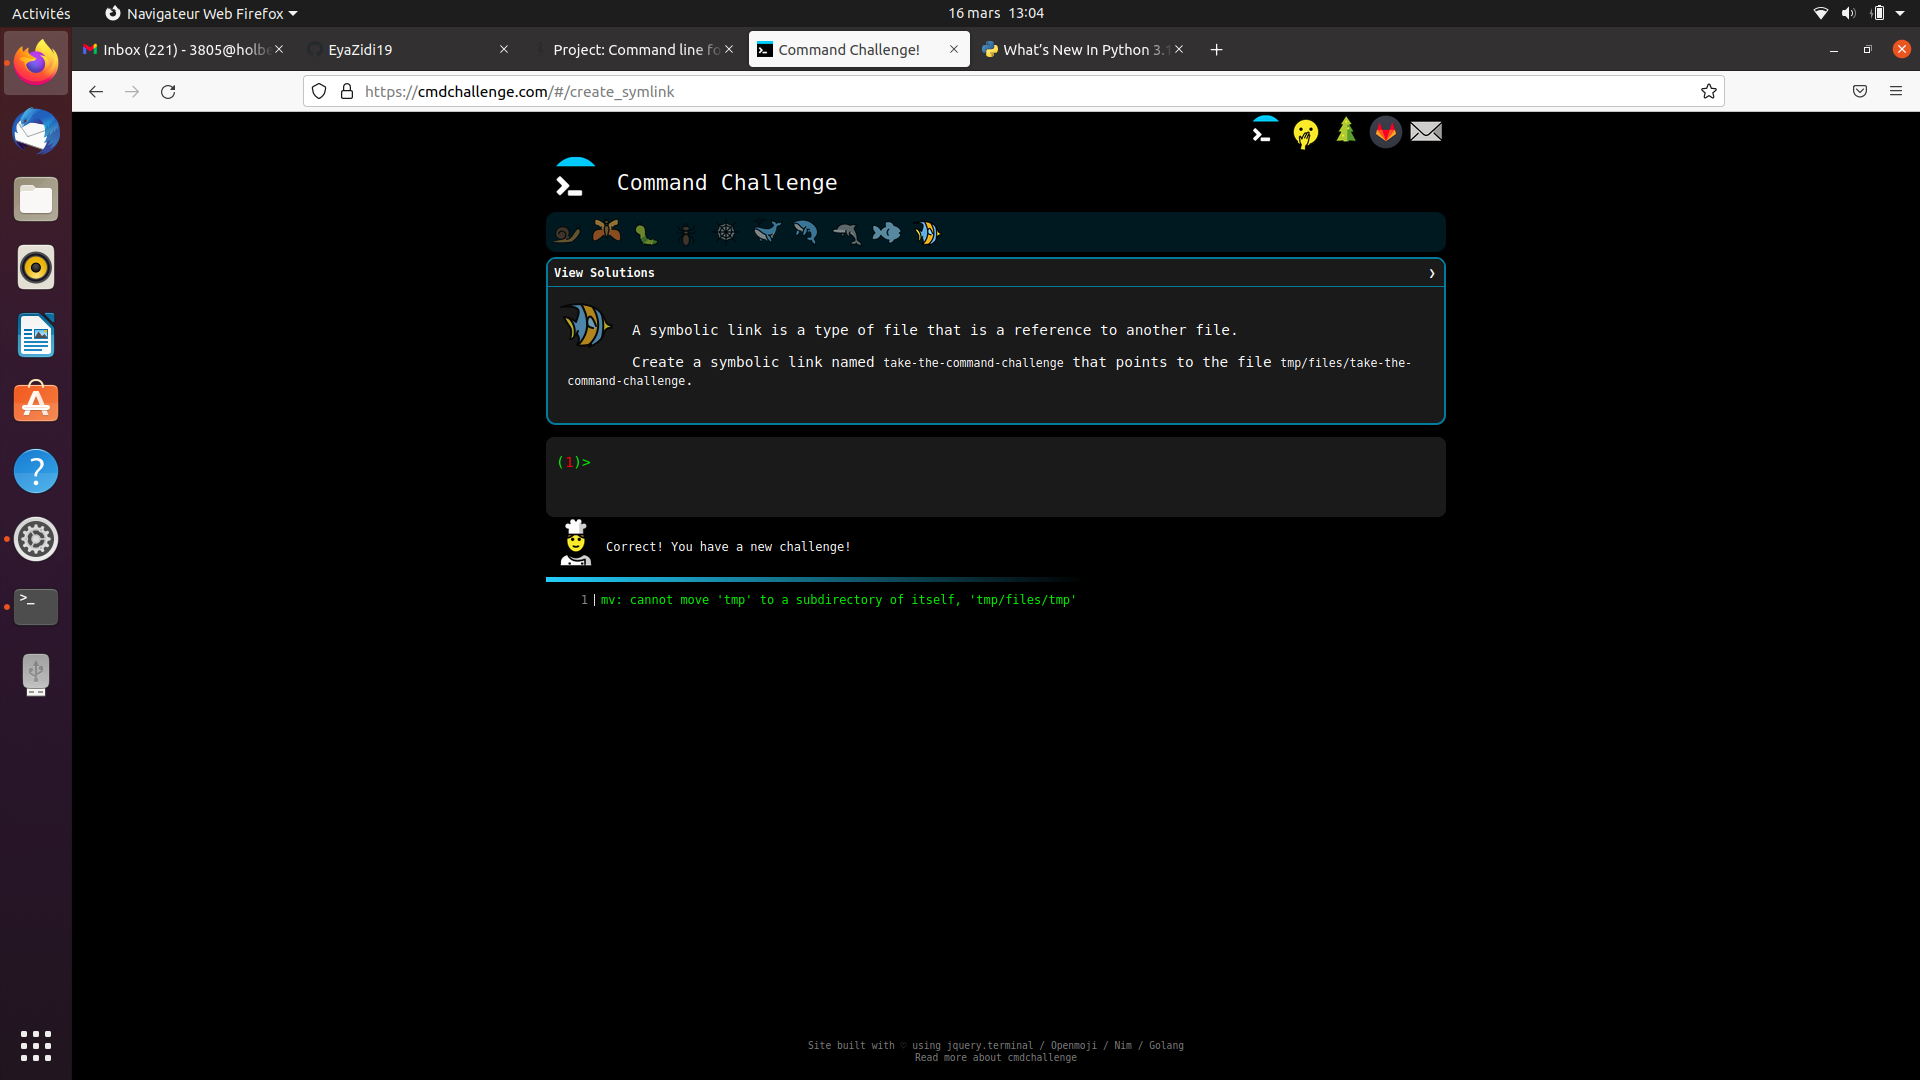 Activités
Navigateur Web Firefox
16 mars 13:04
Inbox (221) - 3805@holbe
EyaZidi19
Project: Command line fo
Command Challenge!
What's New In Python 3.1
https://cmdchallenge.com/#/create_symlink
Command Challenge
View Solutions
A symbolic link is a type of file that is a reference to another file.
Create a symbolic link named take-the-command-challenge that points to the file tmp/files/take-the-
command-challenge.
(1)>
Correct! You have a new challenge!
1 mv: cannot move 'tmp' to a subdirectory of itself, 'tmp/files/tmp'
Site built with ♡ using jquery.terminal / Openmoji / Nim / Golang
Read more about cmdchallenge